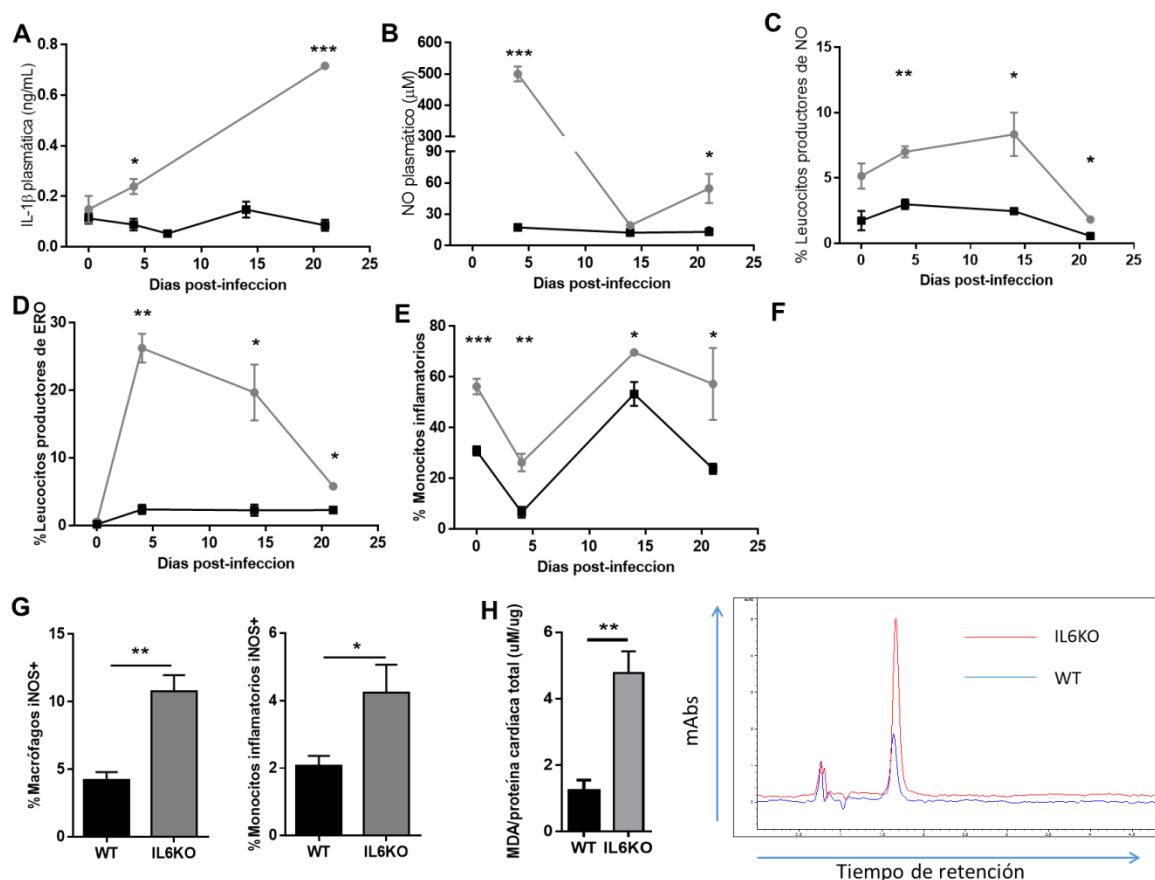 A
IL-1β plasmática (ng/mL)
0.8
0.6
0.4
0.2
0.0
*
***
0 5 10 15 20 25
Dias post-infeccion
B
NO plasmático (μM)
600
500
400
300
90
60
30
0
***
*
0 5 10 15 20 25
Dias post-infeccion
C
% Leucocitos productores de NO
15
10
5
0
**
*
*
0 5 10 15 20 25
Dias post-infeccion
D
%Leucocitos productores de ERO
30
20
10
0
**
*
*
0 5 10 15 20 25
Dias post-infeccion
E
% Monocitos inflamatorios
80
60
40
20
0
***
**
*
*
0 5 10 15 20 25
Dias post-infeccion
F
G
%Macrófagos iNOS+
15
10
5
0
**
WT IL6KO
%Monocitos inflamatorios iNOS+
6
4
2
0
*
WT IL6KO
H
MDA/proteína cardíaca total (uM/ug)
6
4
2
0
**
WT IL6KO
mAbs
IL6KO
WT
Tiempo de retención